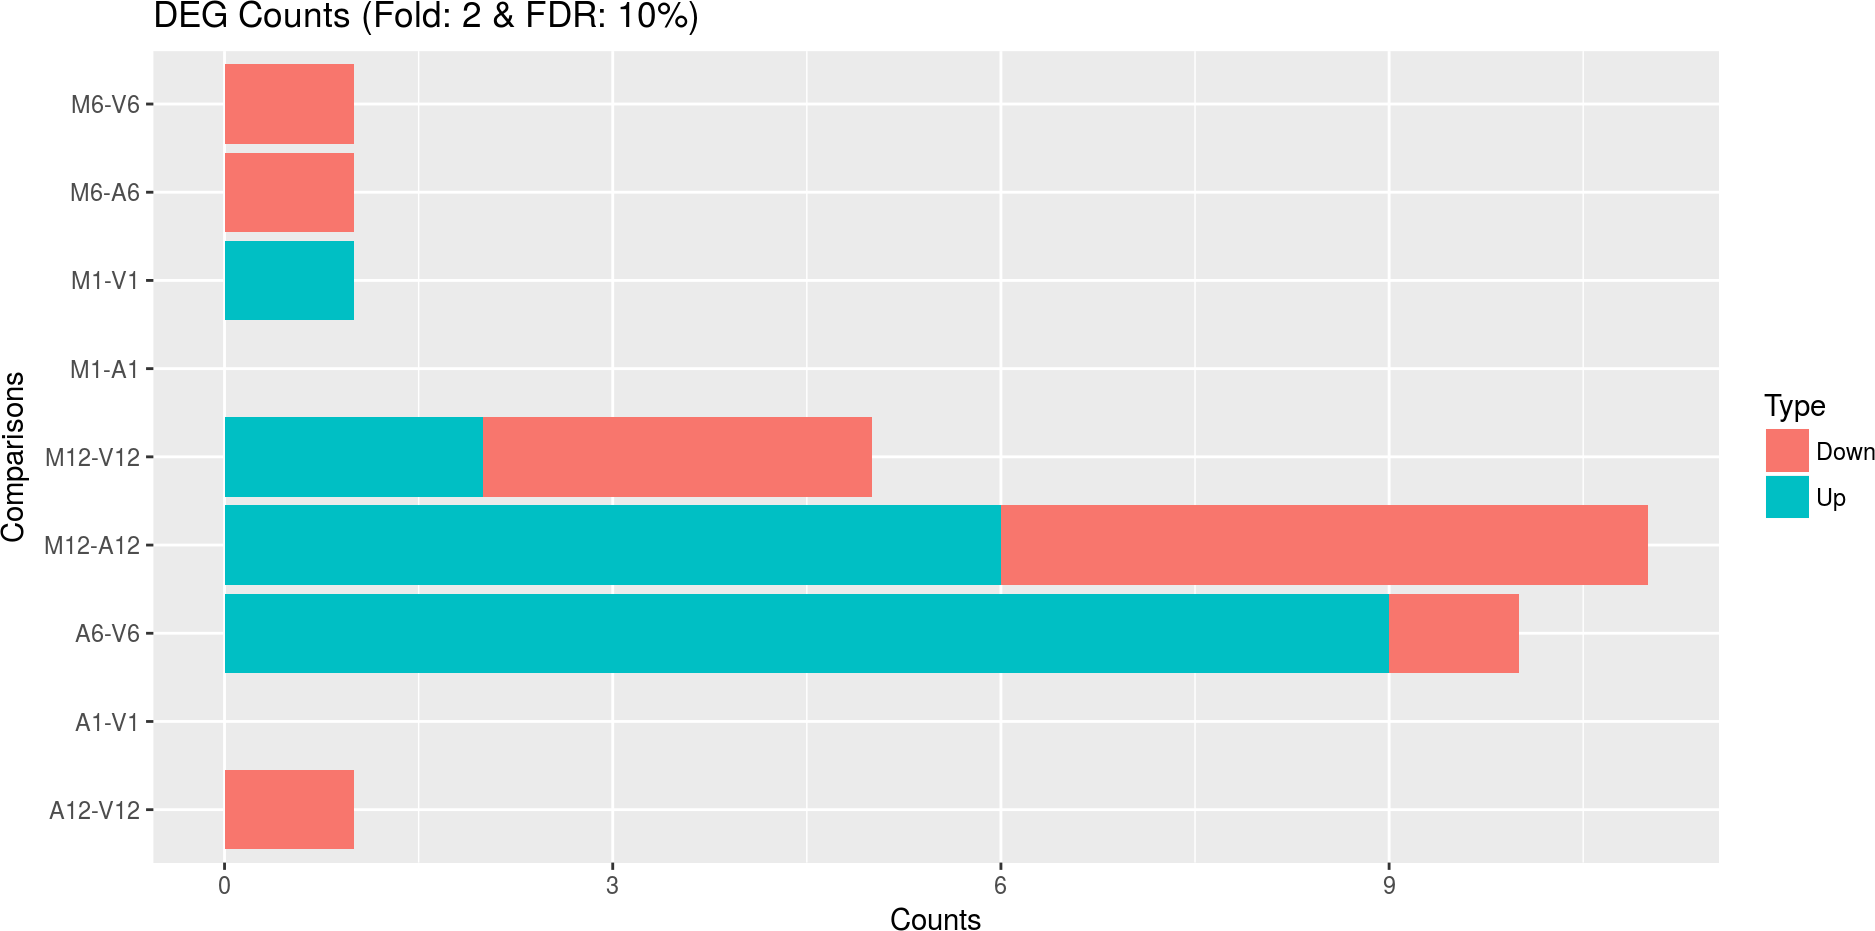 DEG Counts (Fold: 2 & FDR: 10%)
M6-V6
M6-A6
M1-V1
M1-A1
M12-V12
M12-A12
A6-V6
A1-V1
A12-V12
Comparisons
0 3 6 9
Counts
Type
Down
Up